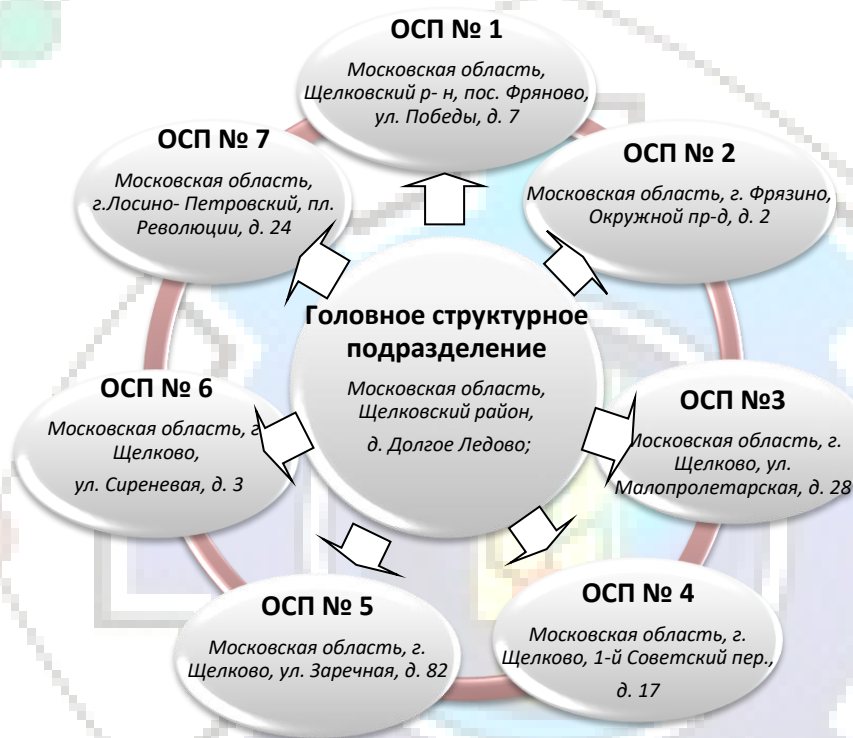 ОСП № 1
Московская область,
Щелковский р- н, пос. Фряново,
ул. Победы, д. 7
ОСП № 2
Московская область, г. Фрязино,
Окружной пр-д, д. 2
ОСП №3
Московская область, г.
Щелково, ул.
Малопролетарская, д. 28
ОСП № 4
Московская область, г.
Щелково, 1-й Советский пер.,
д. 17
ОСП № 5
Московская область, г.
Щелково, ул. Заречная, д. 82
ОСП № 6
Московская область, г.
Щелково,
ул. Сиреневая, д. 3
ОСП № 7
Московская область,
г.Лосино- Петровский, пл.
Революции, д. 24
Головное структурное
подразделение
Московская область,
Щелковский район,
д. Долгое Ледово;